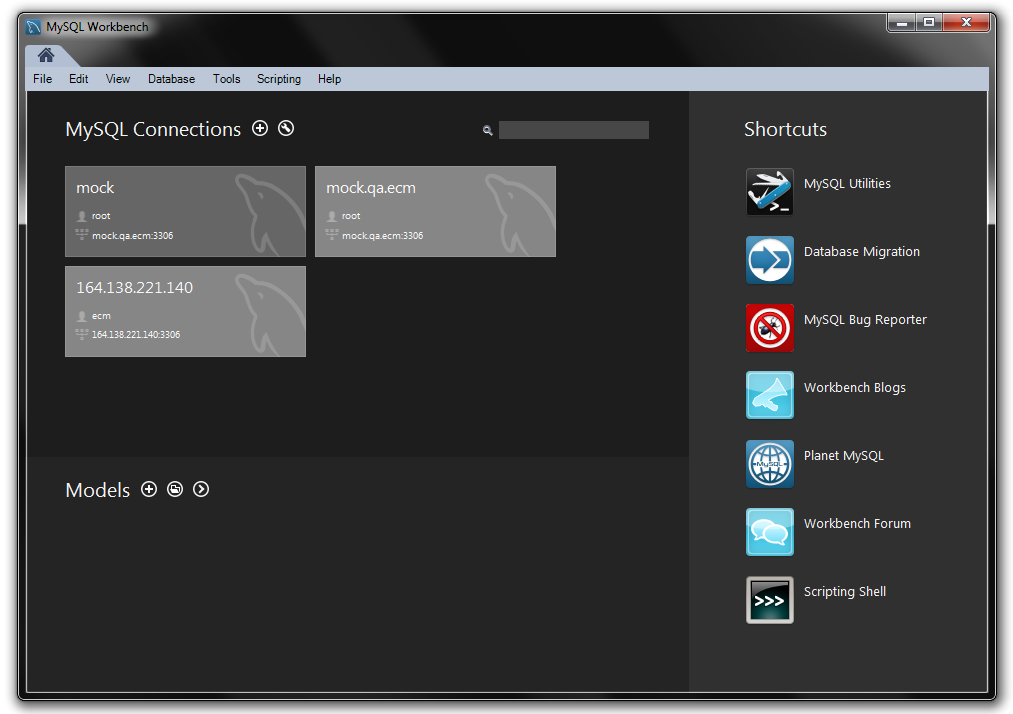 MySQL Workbench
File Edit View Database Tools Scripting Help
MySQL Connections
mock
root
mock.qa.ecm:3306
mock.qa.ecm
root
mock.qa.ecm:3306
164.138.221.140
ecm
164.138.221.140:3306
Models
Shortcuts
MySQL Utilities
Database Migration
MySQL Bug Reporter
Workbench Blogs
MySQL
Planet MySQL
Workbench Forum
>>>
Scripting Shell